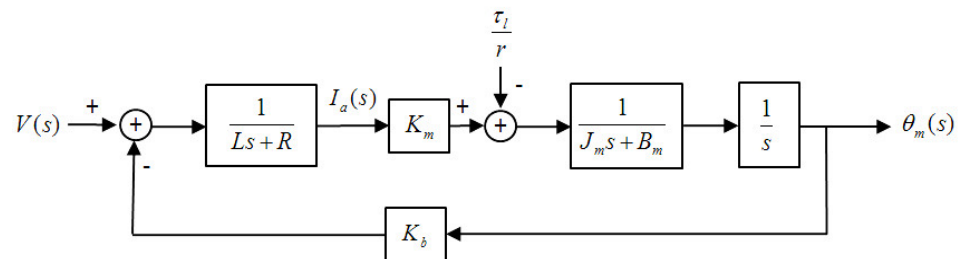 τ_l
r
V(s)
+
+
-
1
Ls + R
I_a(s)
K_m
+
+
-
1
J_m s + B_m
1
s
θ_m(s)
K_b